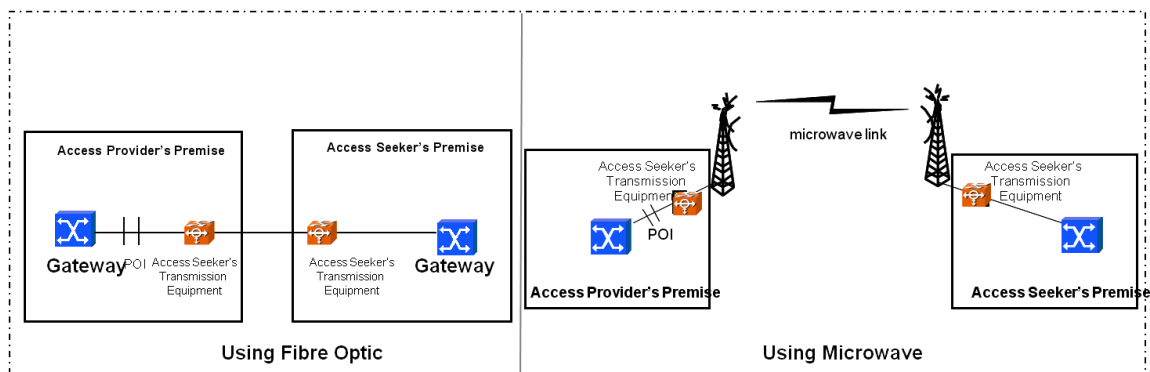 Access Provider's Premise
Gateway
POI
Access Seeker's
Transmission
Equipment
Access Seeker's Premise
Access Seeker's
Transmission
Equipment
Gateway
Using Fibre Optic
Access Seeker's
Transmission
Equipment
POI
Access Provider's Premise
microwave link
Access Seeker's
Transmission
Equipment
Access Seeker's Premise
Using Microwave